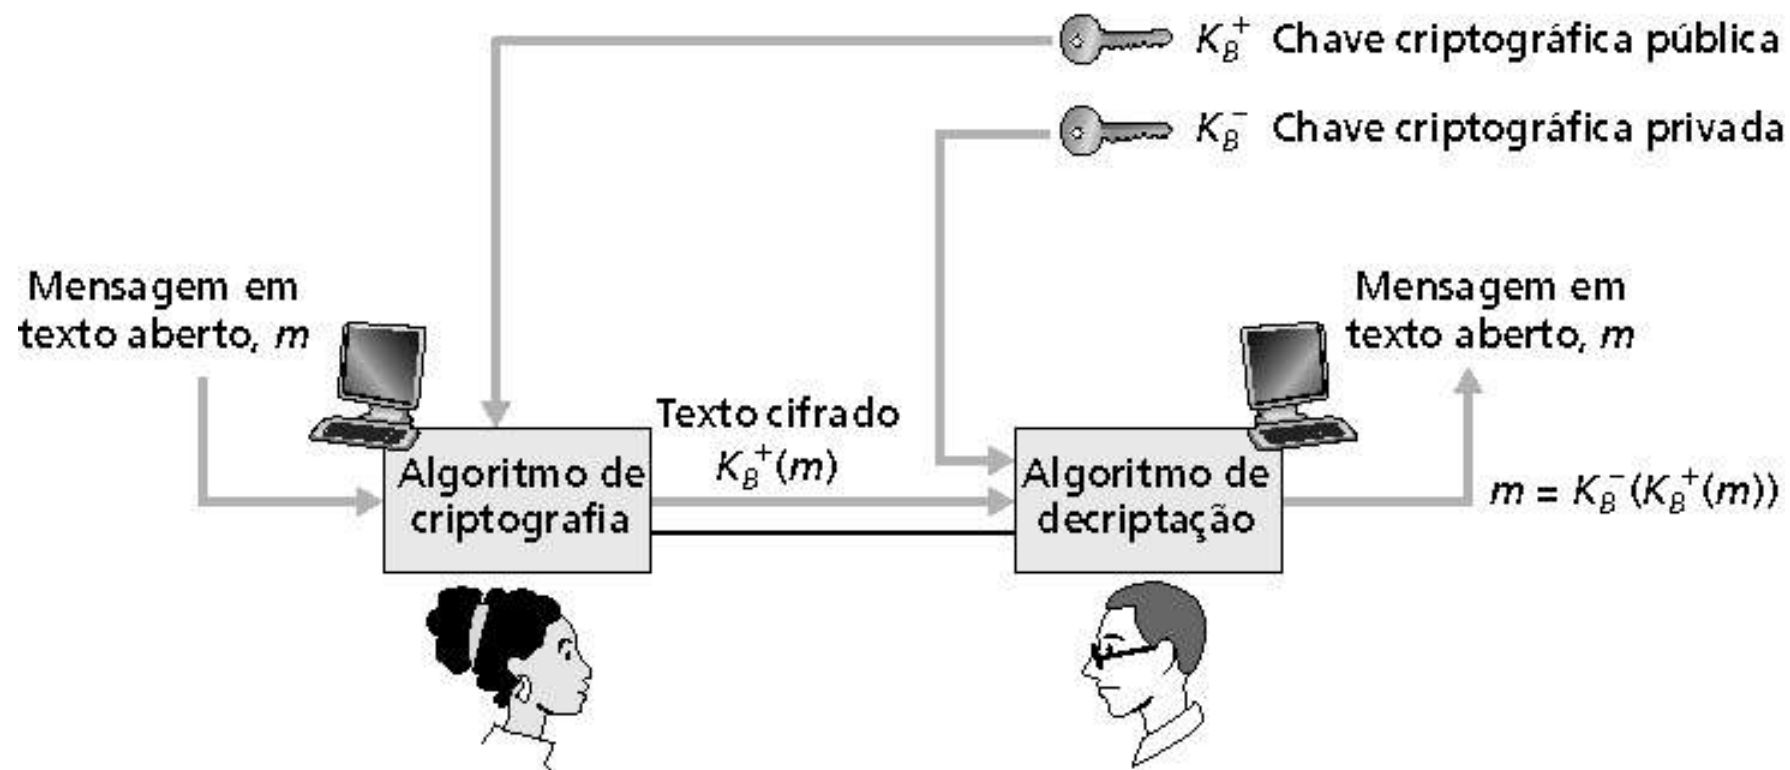 K_B^+ Chave criptográfica pública
K_B^- Chave criptográfica privada
Mensagem em
texto aberto, m
Texto cifrado
K_B^+(m)
Algoritmo de
criptografia
Algoritmo de
decriptação
Mensagem em
texto aberto, m
m = K_B^-(K_B^+(m))